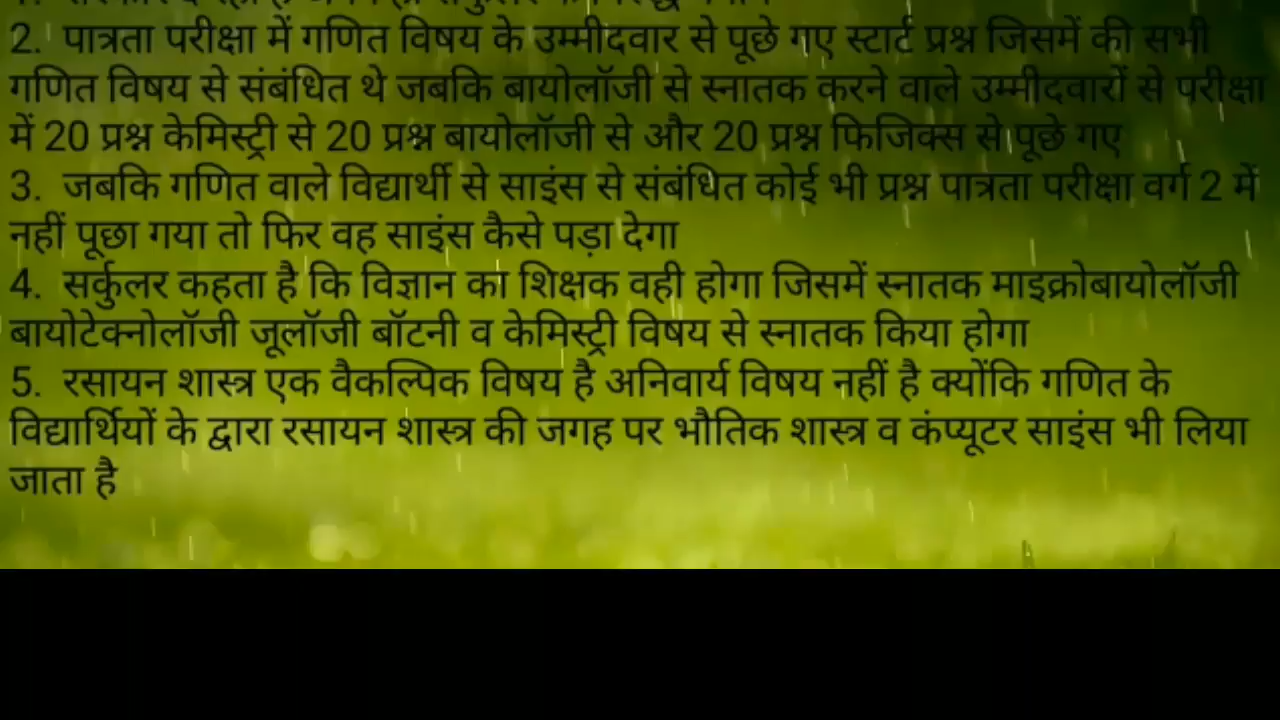 2. पात्रता परीक्षा में गणित विषय के उम्मीदवार से पूछे गए स्टार्ट प्रश्न जिसमें की सभी
गणित विषय से संबंधित थे जबकि बायोलॉजी से स्नातक करने वाले उम्मीदवारों से परीक्षा
में 20 प्रश्न केमिस्ट्री से 20 प्रश्न बायोलॉजी से और 20 प्रश्न फिजिक्स से पूछे गए
3. जबकि गणित वाले विद्यार्थी से साइंस से संबंधित कोई भी प्रश्न पात्रता परीक्षा वर्ग 2 में
नहीं पूछा गया तो फिर वह साइंस कैसे पड़ा देगा
4. सर्कुलर कहता है कि विज्ञान का शिक्षक वही होगा जिसमें स्नातक माइक्रोबायोलॉजी
बायोटेक्नोलॉजी जूलॉजी बॉटनी व केमिस्ट्री विषय से स्नातक किया होगा
5. रसायन शास्त्र एक वैकल्पिक विषय है अनिवार्य विषय नहीं है क्योंकि गणित के
विद्यार्थियों के द्वारा रसायन शास्त्र की जगह पर भौतिक शास्त्र व कंप्यूटर साइंस भी लिया
जाता है